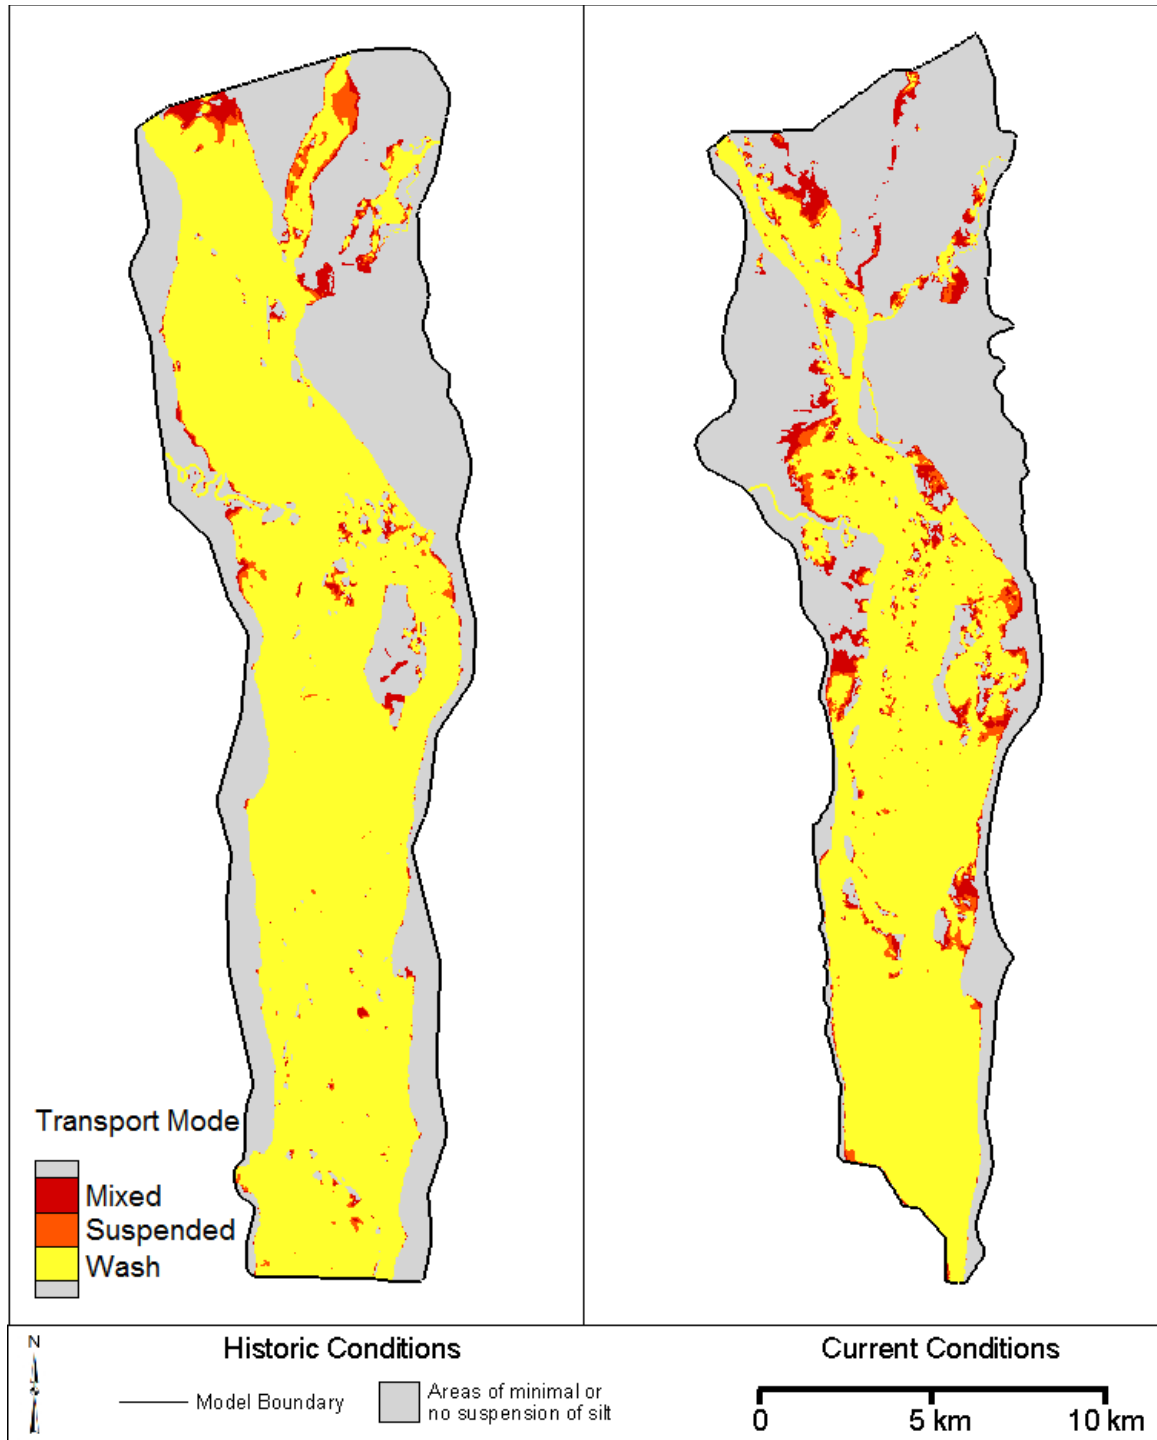 Transport Mode
Mixed
Suspended
Wash
N
Historic Conditions
Current Conditions
Model Boundary
Areas of minimal or
no suspension of silt
0 5 km 10 km